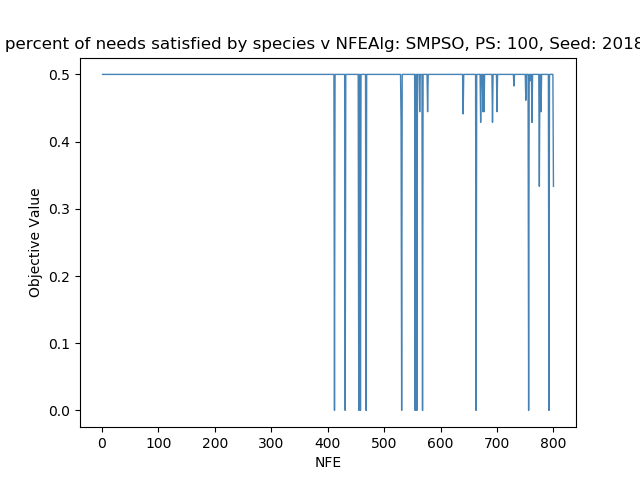 percent of needs satisfied by species v NFEAlg: SMPSO, PS: 100, Seed: 2018
0.5
0.4
0.3
0.2
0.1
0.0
Objective Value
0 100 200 300 400 500 600 700 800
NFE